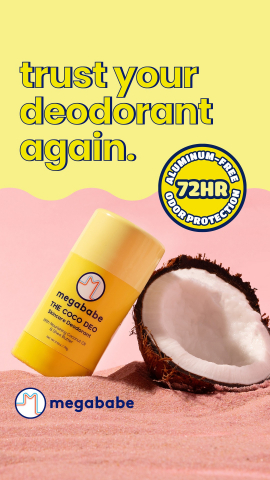 trust your
deodorant
again.
ALUMINUM-FREE
72HR
ODOR PROTECTION
megababe
THE COCO DEO
Skincare Deodorant
megababe